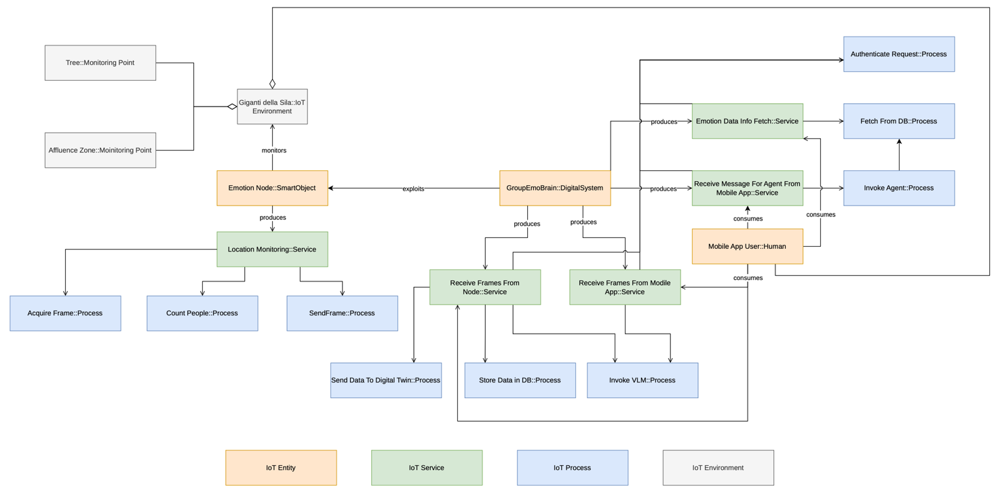 Authenticate Request::Process
Tree::Monitoring Point
Giganti della Sila::IoT
Environment
produces
Emotion Data Info Fetch::Service
Fetch From DB::Process
Affluence Zone::Moinitoring Point
monitors
Emotion Node::SmartObject
exploits
GroupEmoBrain::DigitalSystem
produces
Receive Message For Agent From
Mobile App::Service
Invoke Agent::Process
produces
produces
produces
consumes
consumes
Location Monitoring::Service
Mobile App User::Human
consumes
Receive Frames From
Node::Service
Receive Frames From Modile
App::Service
Acquire Frame::Process
Count People::Process
SendFrame::Process
Send Data To Digital Twin::Process
Store Data in DB::Process
Invoke VLM::Process
IoT Entity
IoT Service
IoT Process
IoT Environment